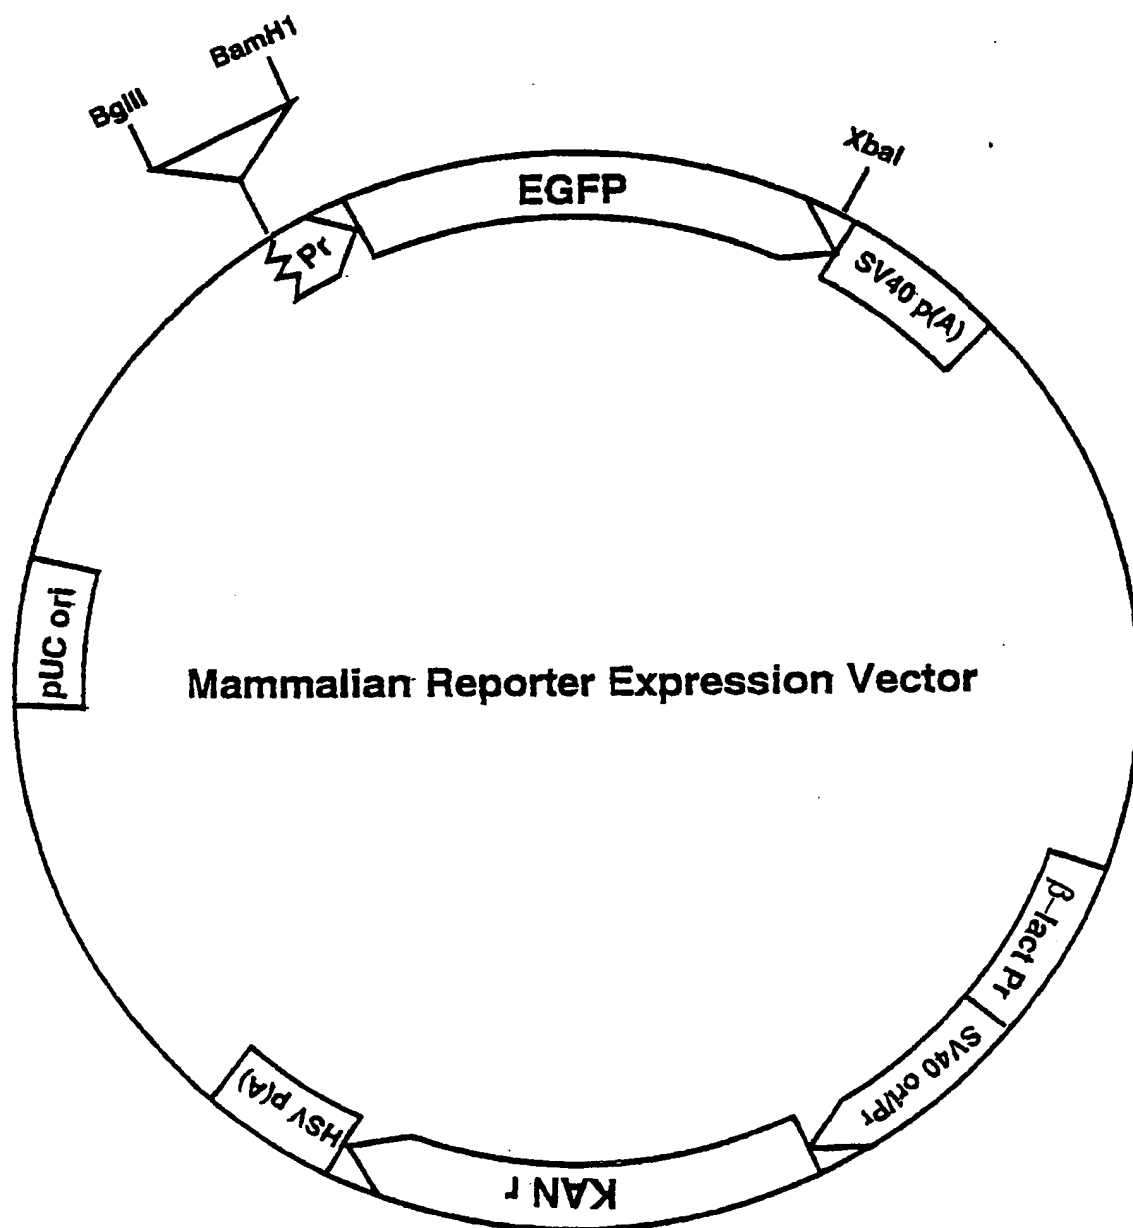 BamH1
BglII
XbaI
EGFP
Pr
SV40 p(A)
pUC ori
Mammalian Reporter Expression Vector
β–lact Pr
SV40 ori/Pr
HSV p(A)
KAN r